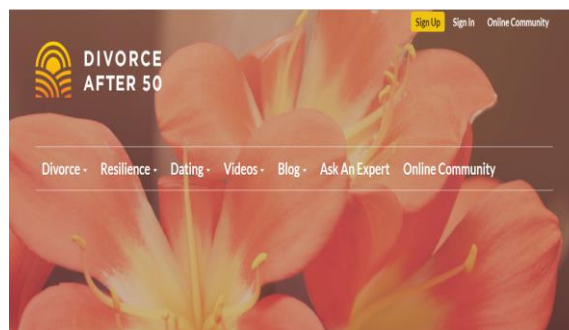 Sign Up Sign In Online Community
DIVORCE
AFTER 50
Divorce Resilience Dating Videos Blog Ask An Expert Online Community